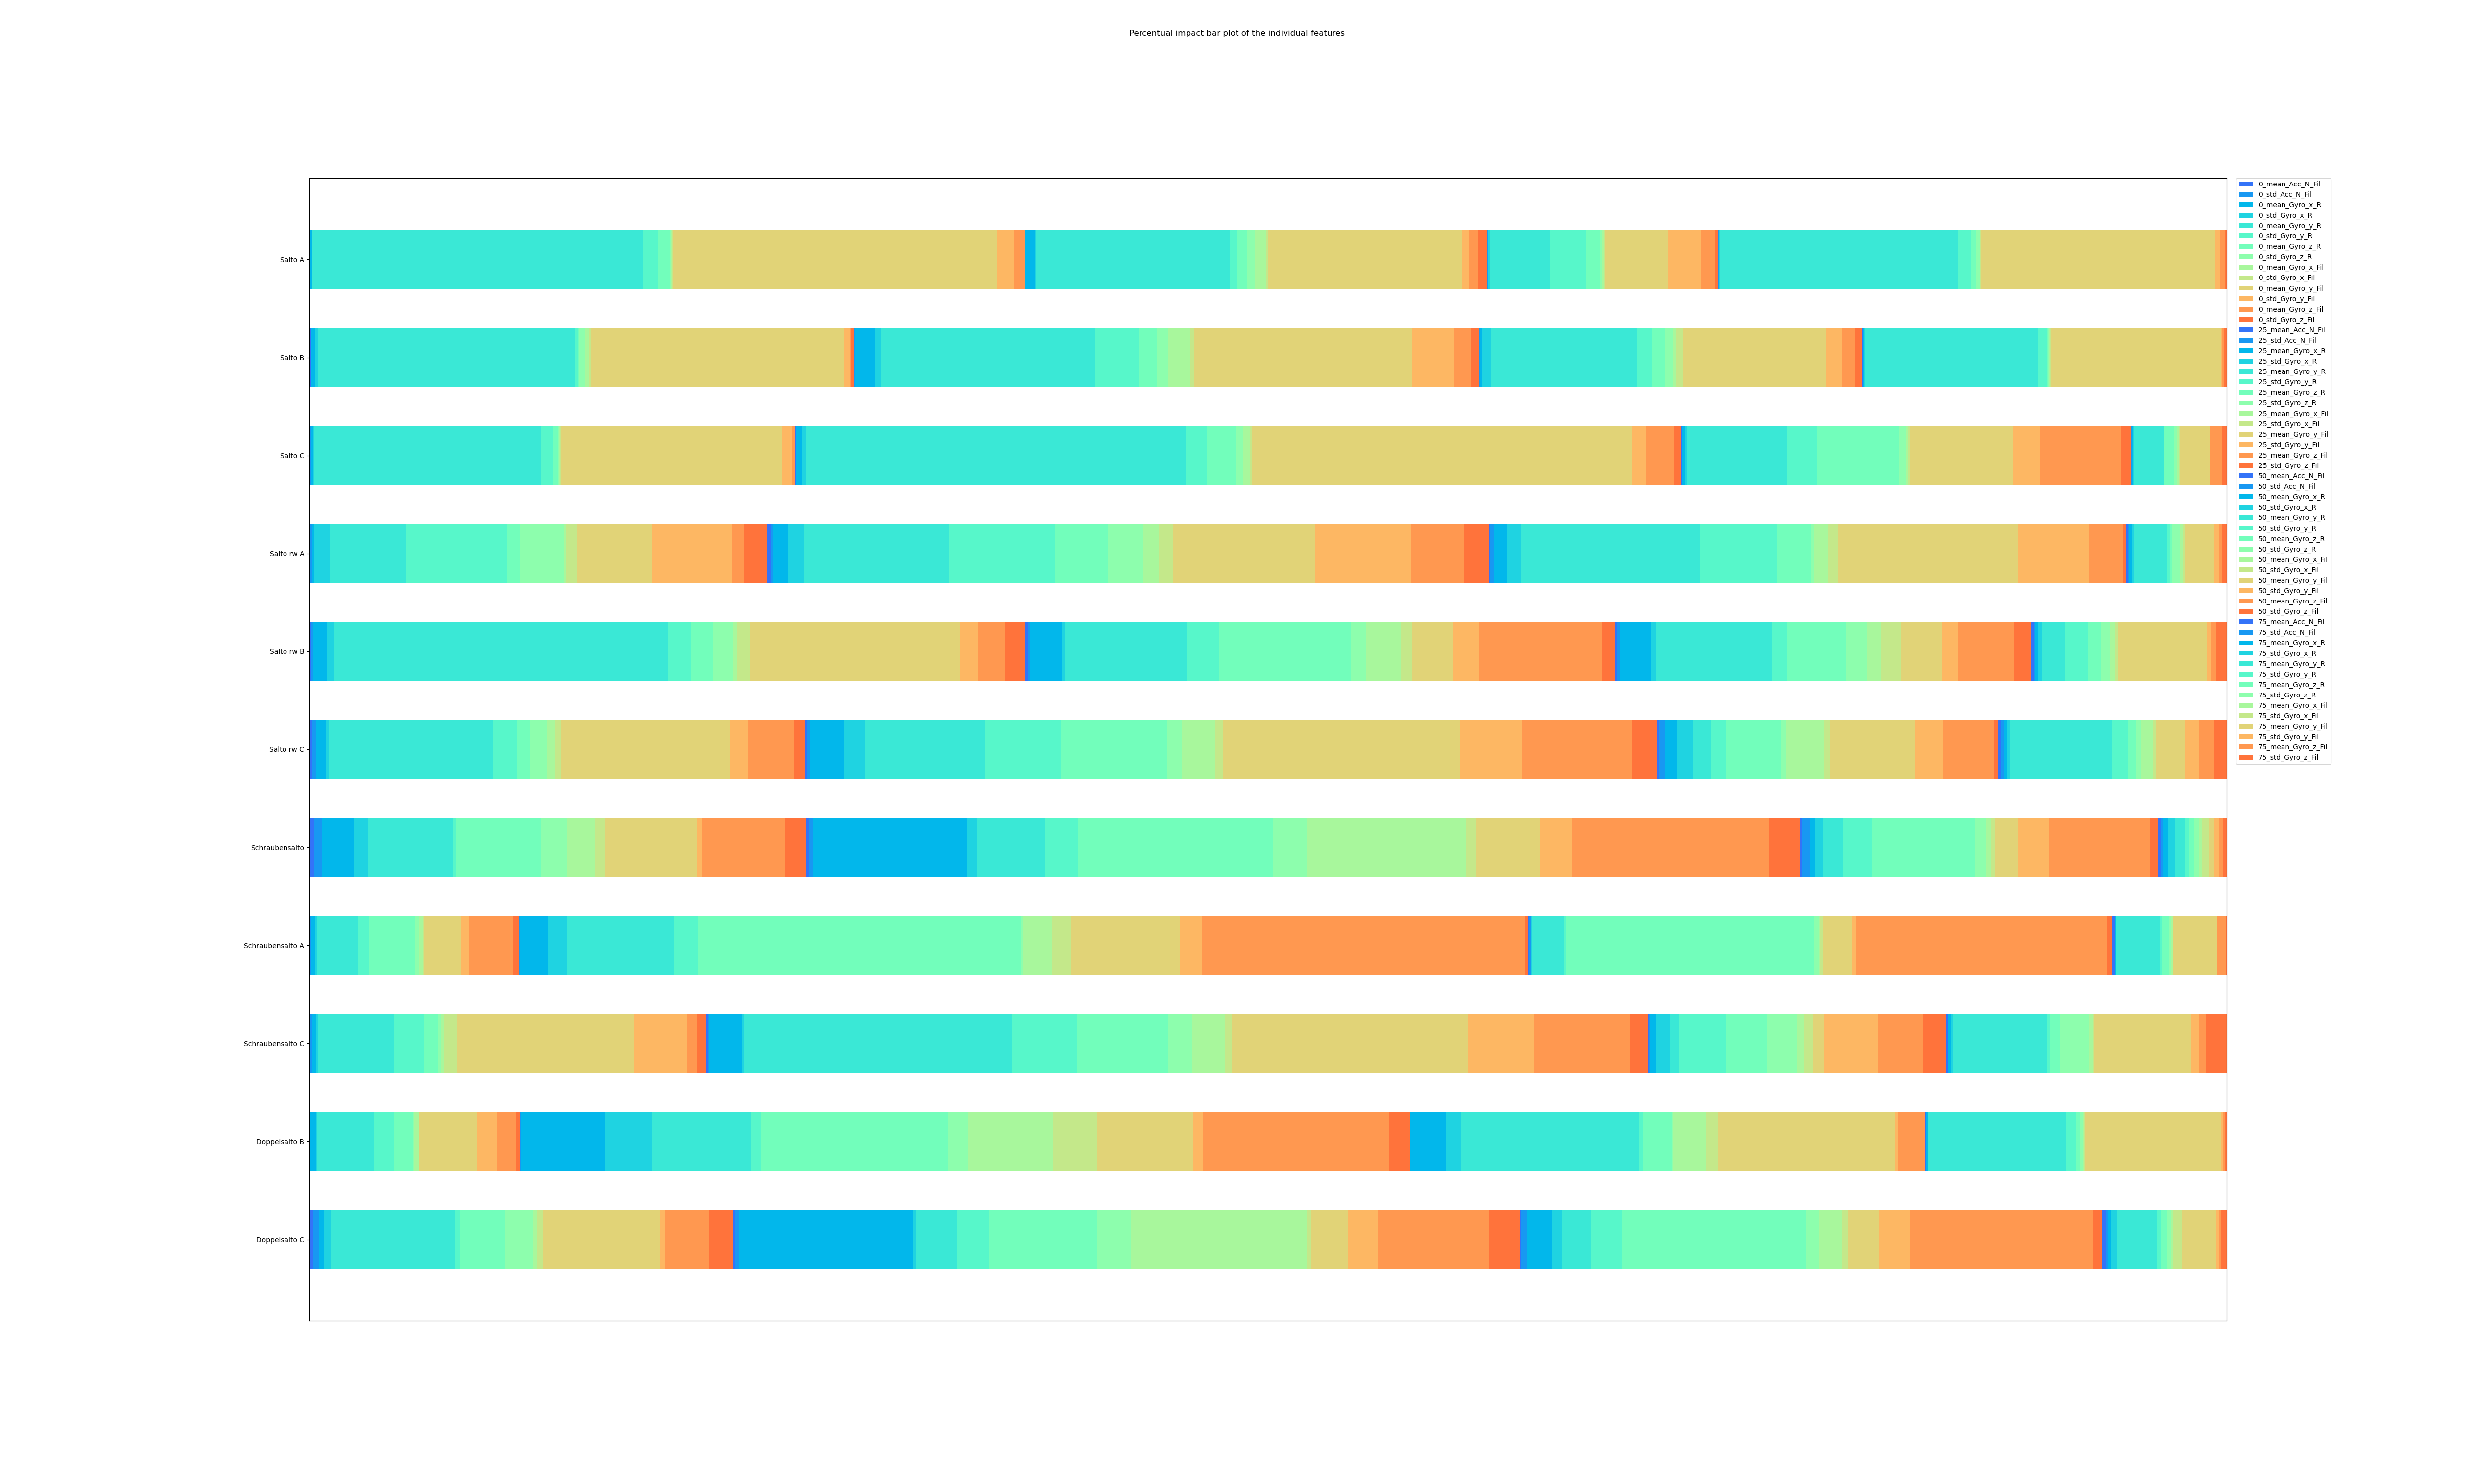 Percentual impact bar plot of the individual features
Salto A
Salto B
Salto C
Salto rw A
Salto rw B
Salto rw C
Schraubensalto
Schraubensalto A
Schraubensalto C
Doppelsalto B
Doppelsalto C
0_mean_Acc_N_Fil
0_std_Acc_N_Fil
0_mean_Gyro_x_R
0_std_Gyro_x_R
0_mean_Gyro_y_R
0_std_Gyro_y_R
0_mean_Gyro_z_R
0_std_Gyro_z_R
0_mean_Gyro_x_Fil
0_std_Gyro_x_Fil
0_mean_Gyro_y_Fil
0_std_Gyro_y_Fil
0_mean_Gyro_z_Fil
0_std_Gyro_z_Fil
25_mean_Acc_N_Fil
25_std_Acc_N_Fil
25_mean_Gyro_x_R
25_std_Gyro_x_R
25_mean_Gyro_y_R
25_std_Gyro_y_R
25_mean_Gyro_z_R
25_std_Gyro_z_R
25_mean_Gyro_x_Fil
25_std_Gyro_x_Fil
25_mean_Gyro_y_Fil
25_std_Gyro_y_Fil
25_mean_Gyro_z_Fil
25_std_Gyro_z_Fil
50_mean_Acc_N_Fil
50_std_Acc_N_Fil
50_mean_Gyro_x_R
50_std_Gyro_x_R
50_mean_Gyro_y_R
50_std_Gyro_y_R
50_mean_Gyro_z_R
50_std_Gyro_z_R
50_mean_Gyro_x_Fil
50_std_Gyro_x_Fil
50_mean_Gyro_y_Fil
50_std_Gyro_y_Fil
50_mean_Gyro_z_Fil
50_std_Gyro_z_Fil
75_mean_Acc_N_Fil
75_std_Acc_N_Fil
75_mean_Gyro_x_R
75_std_Gyro_x_R
75_mean_Gyro_y_R
75_std_Gyro_y_R
75_mean_Gyro_z_R
75_std_Gyro_z_R
75_mean_Gyro_x_Fil
75_std_Gyro_x_Fil
75_mean_Gyro_y_Fil
75_std_Gyro_y_Fil
75_mean_Gyro_z_Fil
75_std_Gyro_z_Fil